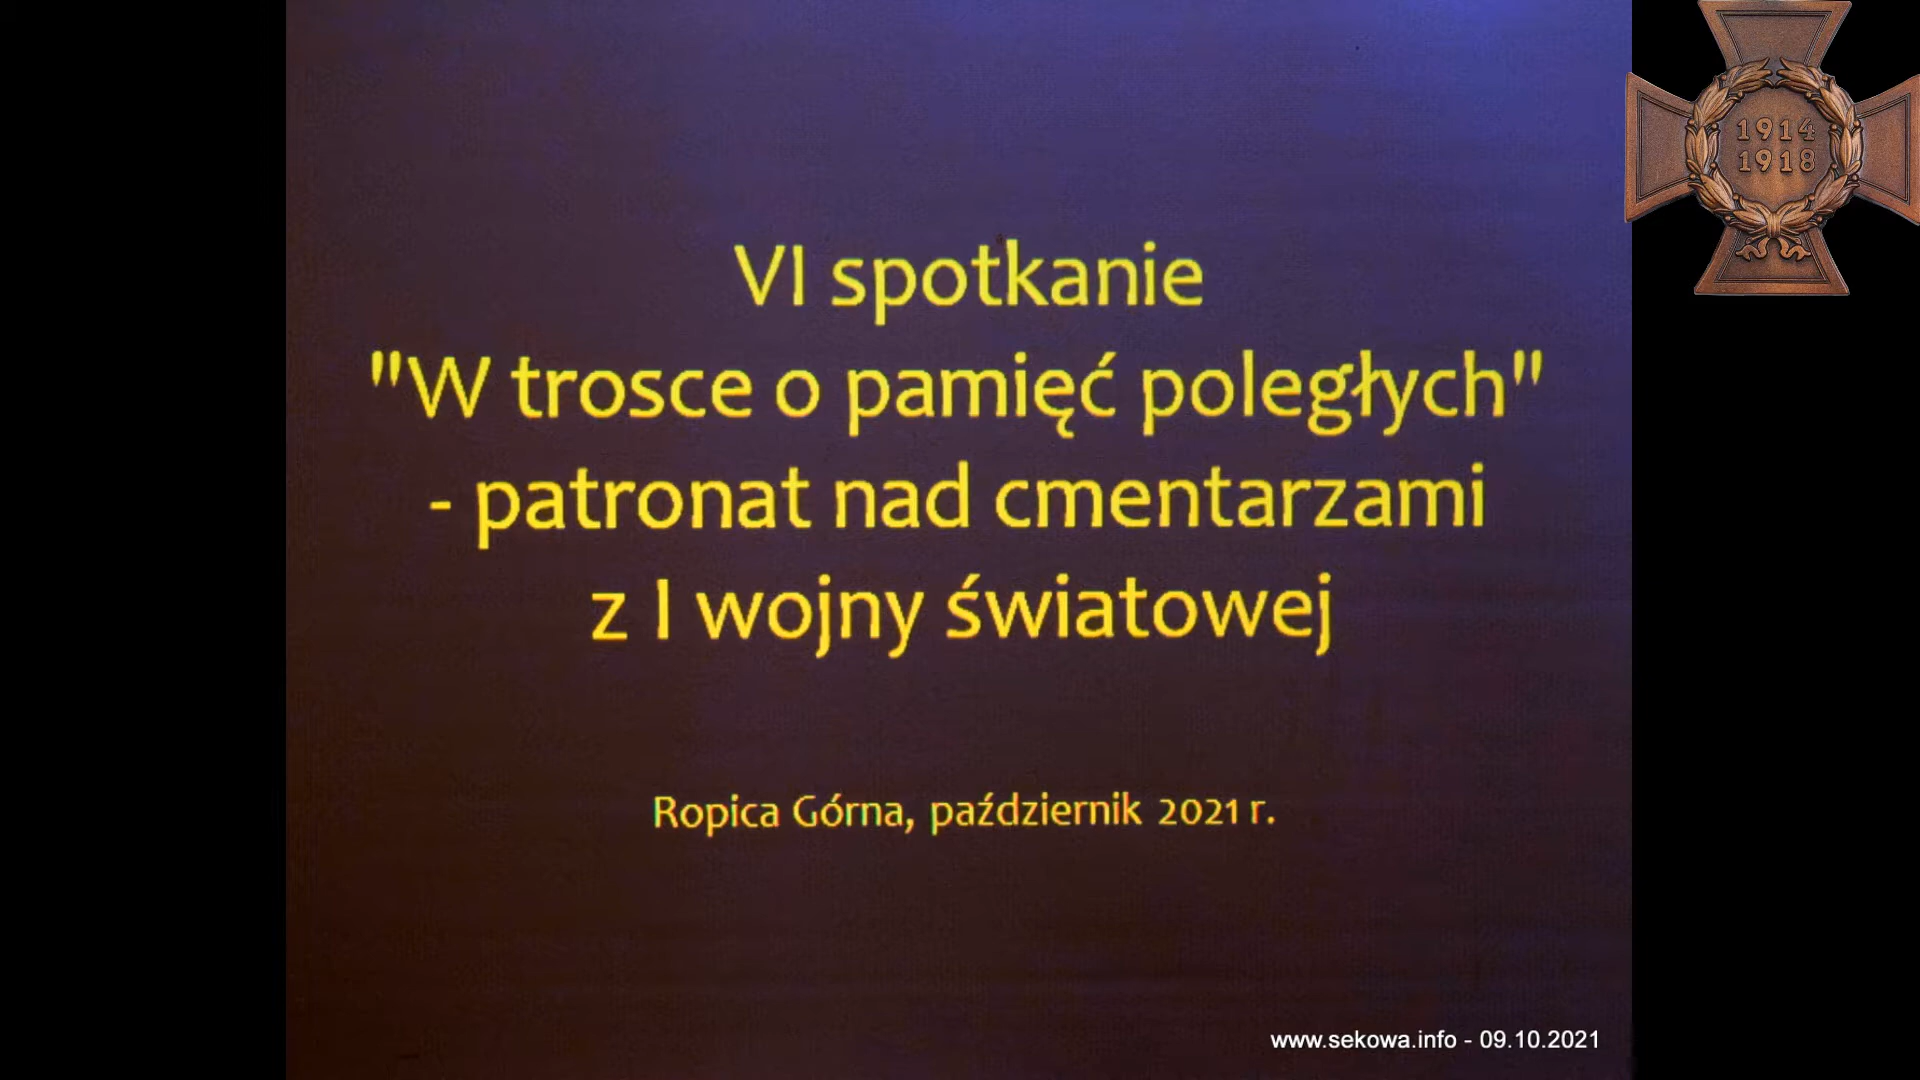 1914
1918
VI spotkanie
"W trosce o pamięć poległych"
- patronat nad cmentarzami
z I wojny światowej
Ropica Górna, październik 2021 r.
www.sekowa.info - 09.10.2021